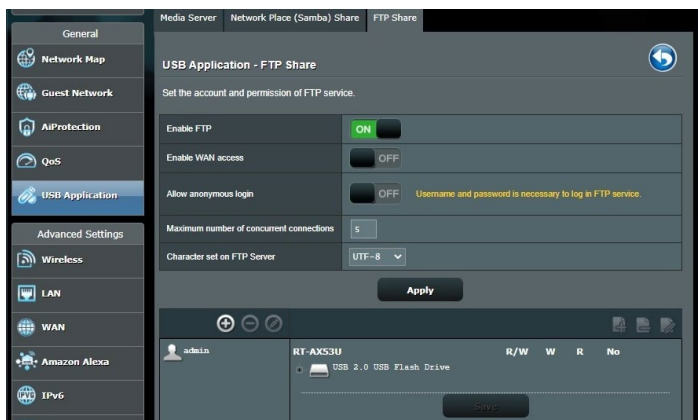 Media Server Network Place (Samba) Share FTP Share
General
Network Map
Guest Network
AiProtection
QoS
USB Application
Advanced Settings
Wireless
LAN
WAN
Amazon Alexa
IPv6
USB Application - FTP Share
Set the account and permission of FTP service.
Enable FTP ON
Enable WAN access OFF
Allow anonymous login OFF Username and password is necessary to log in FTP service.
Maximum number of concurrent connections 5
Character set on FTP Server UTF-8
Apply
admin RT-AX53U R/W W R No
USB 2.0 USB Flash Drive
Save